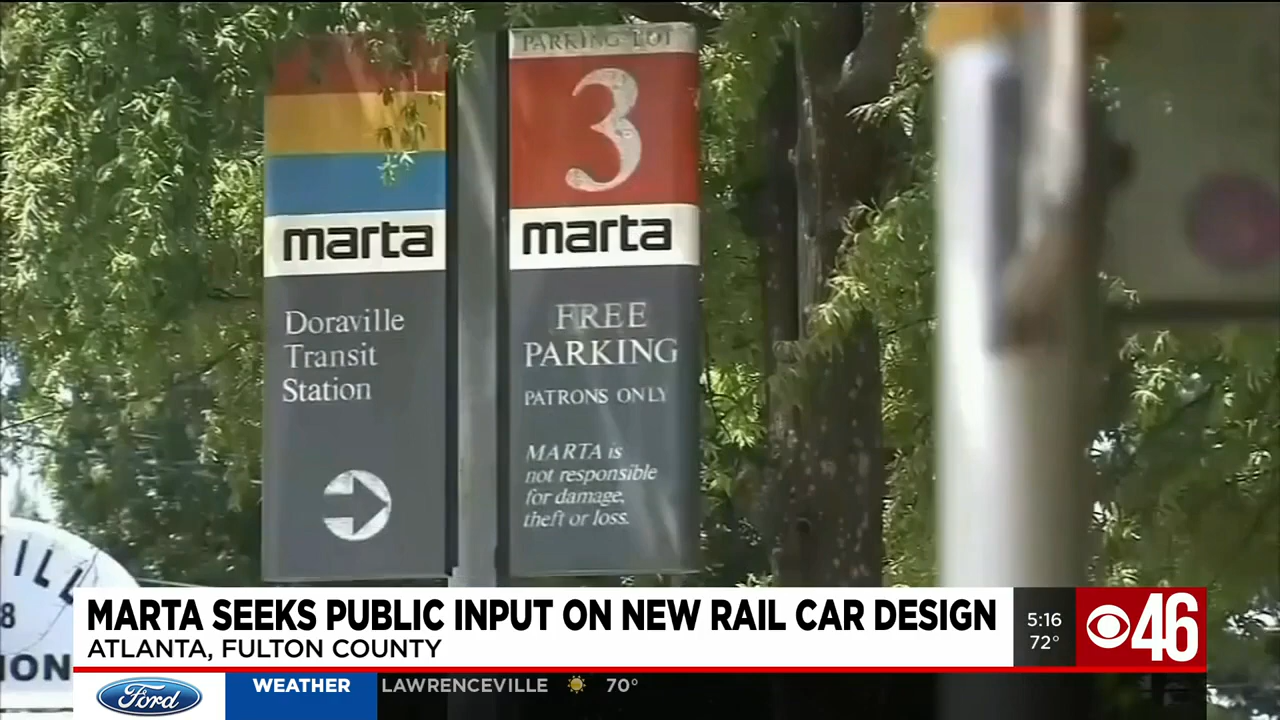 marta
Doraville
Transit
Station
PARKING LOT
3
marta
FREE
PARKING
PATRONS ONLY
MARTA is
not responsible
for damage,
theft or loss.
8
ION
MARTA SEEKS PUBLIC INPUT ON NEW RAIL CAR DESIGN
ATLANTA, FULTON COUNTY
5:16
72°
46
Ford
WEATHER
LAWRENCEVILLE 70°